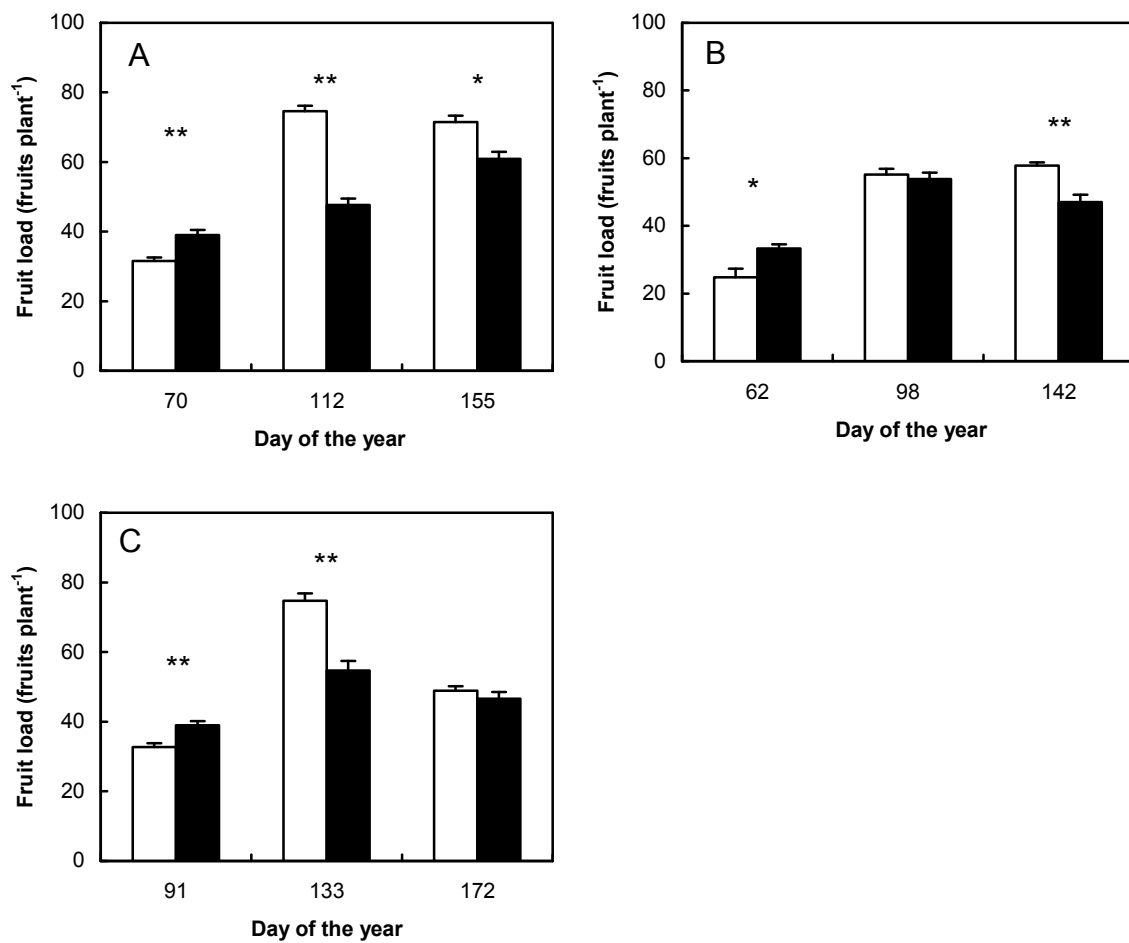 A
Fruit load (fruits plant⁻¹)
100
80
60
40
20
0
**
**
*
70 112 155
Day of the year
B
Fruit load (fruits plant⁻¹)
100
80
60
40
20
0
*
**
62 98 142
Day of the year
C
Fruit load (fruits plant⁻¹)
100
80
60
40
20
0
**
**
91 133 172
Day of the year